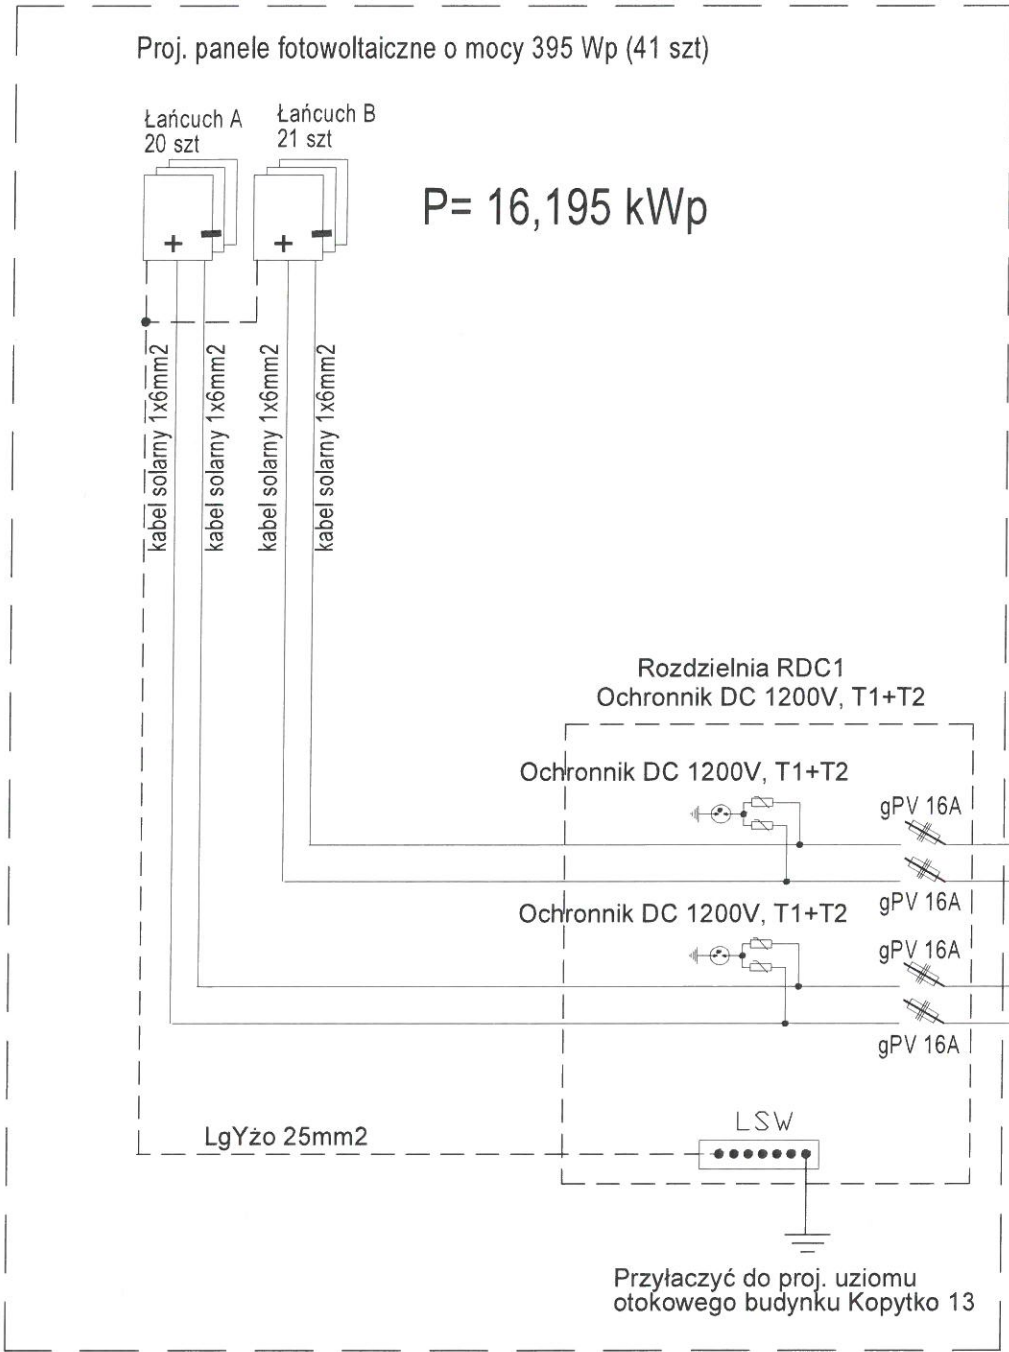 Proj. panele fotowoltaiczne o mocy 395 Wp (41 szt)
Łańcuch A
20 szt
Łańcuch B
21 szt
P= 16,195 kWp
kabel solarny 1x6mm2
kabel solarny 1x6mm2
kabel solarny 1x6mm2
kabel solarny 1x6mm2
Rozdzielnia RDC1
Ochronnik DC 1200V, T1+T2
Ochronnik DC 1200V, T1+T2
gPV 16A
gPV 16A
Ochronnik DC 1200V, T1+T2
gPV 16A
gPV 16A
LSW
LgYżo 25mm2
Przyłaczyć do proj. uziomu
otokowego budynku Kopytko 13